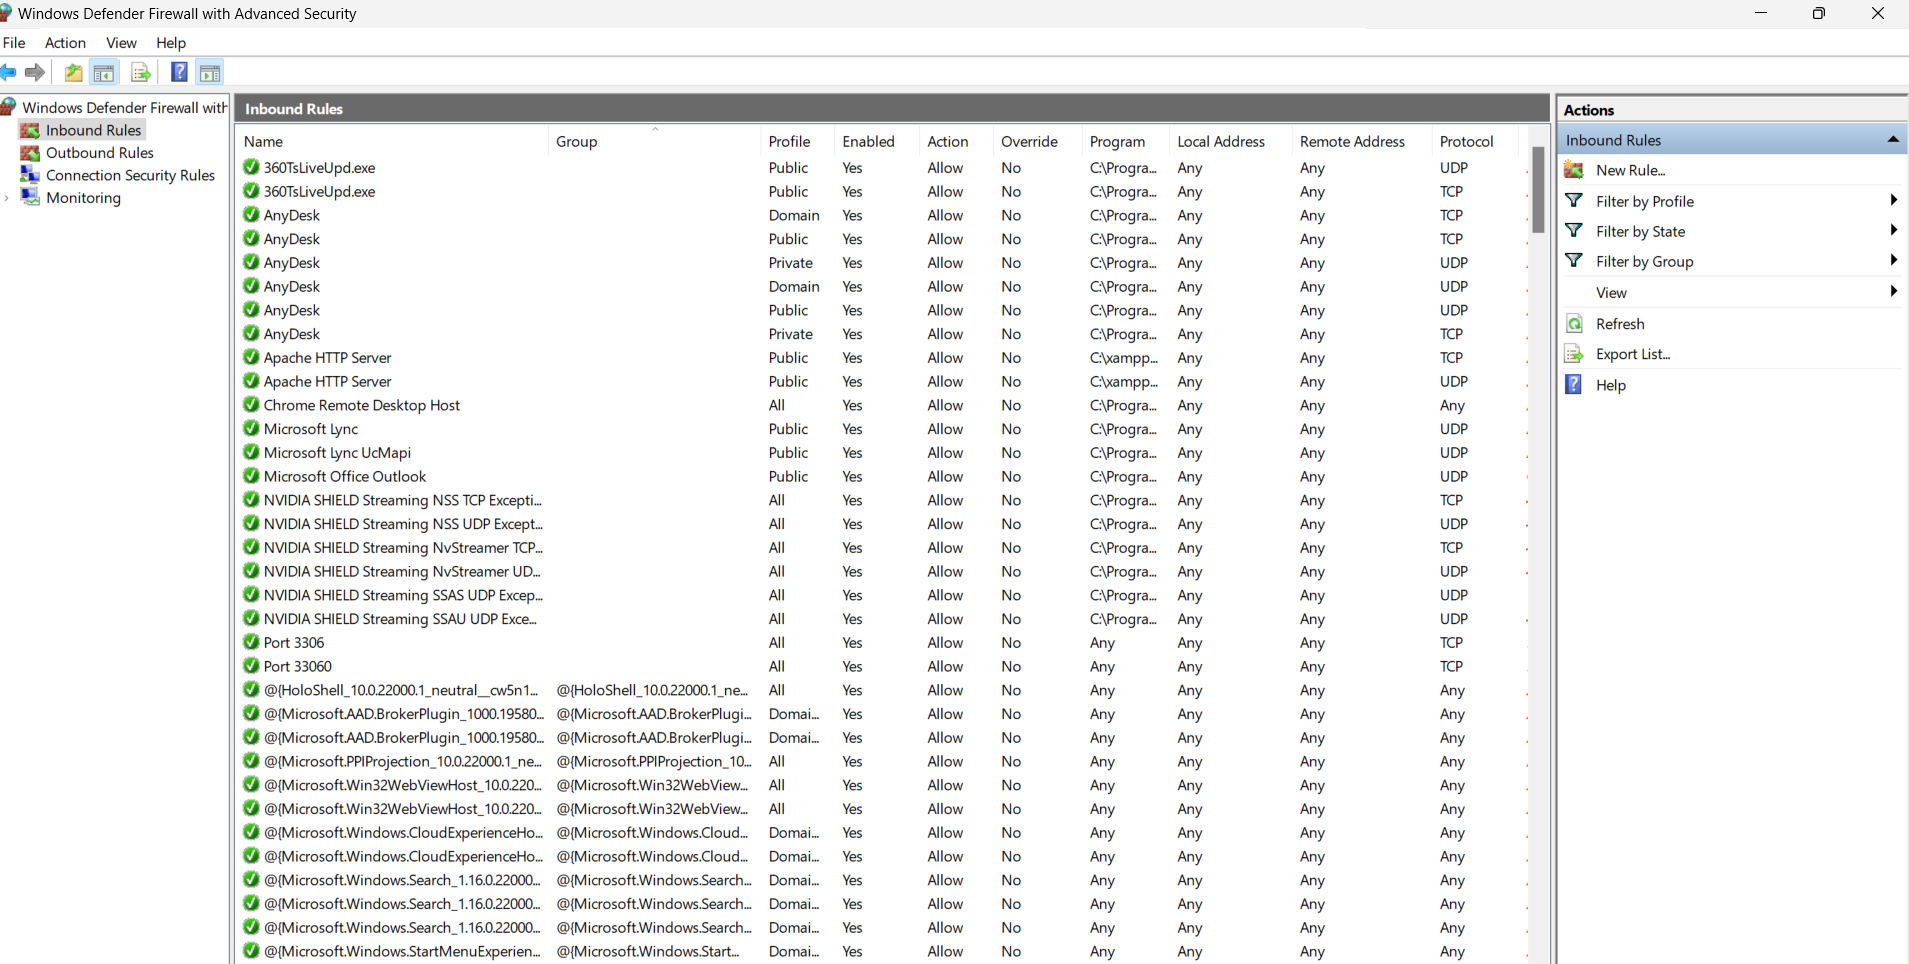 Windows Defender Firewall with Advanced Security
File Action View Help
Windows Defender Firewall with
Inbound Rules
Outbound Rules
Connection Security Rules
Monitoring
Inbound Rules
Name Group Profile Enabled Action Override Program Local Address Remote Address Protocol
360TsLiveUpd.exe Public Yes Allow No C:\Progra... Any Any UDP
360TsLiveUpd.exe Public Yes Allow No C:\Progra... Any Any TCP
AnyDesk Domain Yes Allow No C:\Progra... Any Any TCP
AnyDesk Public Yes Allow No C:\Progra... Any Any TCP
AnyDesk Private Yes Allow No C:\Progra... Any Any UDP
AnyDesk Domain Yes Allow No C:\Progra... Any Any UDP
AnyDesk Public Yes Allow No C:\Progra... Any Any UDP
AnyDesk Private Yes Allow No C:\Progra... Any Any TCP
Apache HTTP Server Public Yes Allow No C:\xampp... Any Any TCP
Apache HTTP Server Public Yes Allow No C:\xampp... Any Any UDP
Chrome Remote Desktop Host All Yes Allow No C:\Progra... Any Any Any
Microsoft Lync Public Yes Allow No C:\Progra... Any Any UDP
Microsoft Lync UcMapi Public Yes Allow No C:\Progra... Any Any UDP
Microsoft Office Outlook Public Yes Allow No C:\Progra... Any Any UDP
NVIDIA SHIELD Streaming NSS TCP Excepti... All Yes Allow No C:\Progra... Any Any TCP
NVIDIA SHIELD Streaming NSS UDP Except... All Yes Allow No C:\Progra... Any Any UDP
NVIDIA SHIELD Streaming NvStreamer TCP... All Yes Allow No C:\Progra... Any Any TCP
NVIDIA SHIELD Streaming NvStreamer UD... All Yes Allow No C:\Progra... Any Any UDP
NVIDIA SHIELD Streaming SSAS UDP Excep... All Yes Allow No C:\Progra... Any Any UDP
NVIDIA SHIELD Streaming SSAU UDP Exce... All Yes Allow No C:\Progra... Any Any UDP
Port 3306 All Yes Allow No Any Any Any TCP
Port 33060 All Yes Allow No Any Any Any TCP
@{HoloShell_10.0.22000.1_neutral__cw5n1... @{HoloShell_10.0.22000.1_ne... All Yes Allow No Any Any Any Any
@{Microsoft.AAD.BrokerPlugin_1000.19580... @{Microsoft.AAD.BrokerPlugi... Domai... Yes Allow No Any Any Any Any
@{Microsoft.AAD.BrokerPlugin_1000.19580... @{Microsoft.AAD.BrokerPlugi... Domai... Yes Allow No Any Any Any Any
@{Microsoft.PPIProjection_10.0.22000.1_ne... @{Microsoft.PPIProjection_10... All Yes Allow No Any Any Any Any
@{Microsoft.Win32WebViewHost_10.0.220... @{Microsoft.Win32WebView... All Yes Allow No Any Any Any Any
@{Microsoft.Win32WebViewHost_10.0.220... @{Microsoft.Win32WebView... All Yes Allow No Any Any Any Any
@{Microsoft.Windows.CloudExperienceHo... @{Microsoft.Windows.Cloud... Domai... Yes Allow No Any Any Any Any
@{Microsoft.Windows.CloudExperienceHo... @{Microsoft.Windows.Cloud... Domai... Yes Allow No Any Any Any Any
@{Microsoft.Windows.Search_1.16.0.22000... @{Microsoft.Windows.Search... Domai... Yes Allow No Any Any Any Any
@{Microsoft.Windows.Search_1.16.0.22000... @{Microsoft.Windows.Search... Domai... Yes Allow No Any Any Any Any
@{Microsoft.Windows.Search_1.16.0.22000... @{Microsoft.Windows.Search... Domai... Yes Allow No Any Any Any Any
@{Microsoft.Windows.StartMenuExperien... @{Microsoft.Windows.Start... Domai... Yes Allow No Any Any Any Any
Actions
Inbound Rules
New Rule...
Filter by Profile
Filter by State
Filter by Group
View
Refresh
Export List...
Help